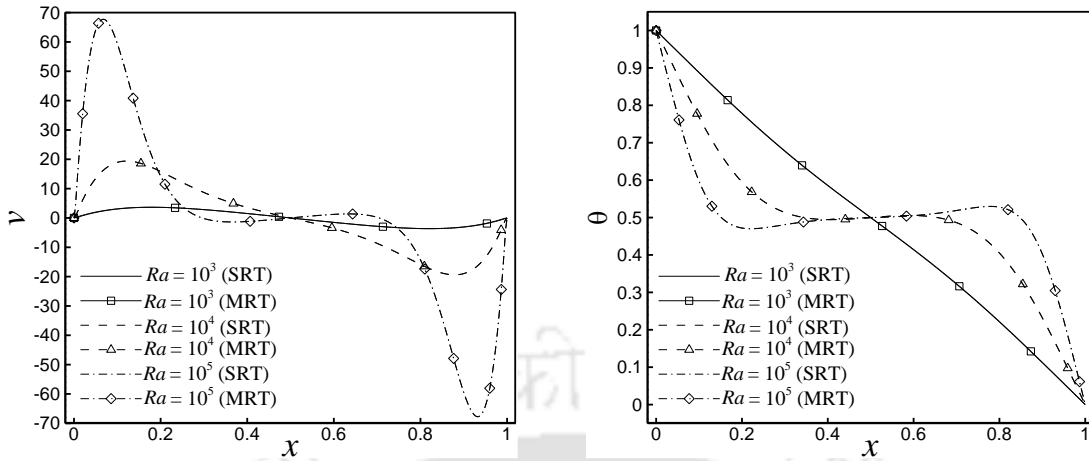 70
60
50
40
30
20
10
0
-10
-20
-30
-40
-50
-60
-70
v
Ra = 10³ (SRT)
Ra = 10³ (MRT)
Ra = 10⁴ (SRT)
Ra = 10⁴ (MRT)
Ra = 10⁵ (SRT)
Ra = 10⁵ (MRT)
0 0.2 0.4 0.6 0.8 1
x
1
0.9
0.8
0.7
0.6
0.5
0.4
0.3
0.2
0.1
0
θ
Ra = 10³ (SRT)
Ra = 10³ (MRT)
Ra = 10⁴ (SRT)
Ra = 10⁴ (MRT)
Ra = 10⁵ (SRT)
Ra = 10⁵ (MRT)
0 0.2 0.4 0.6 0.8 1
x